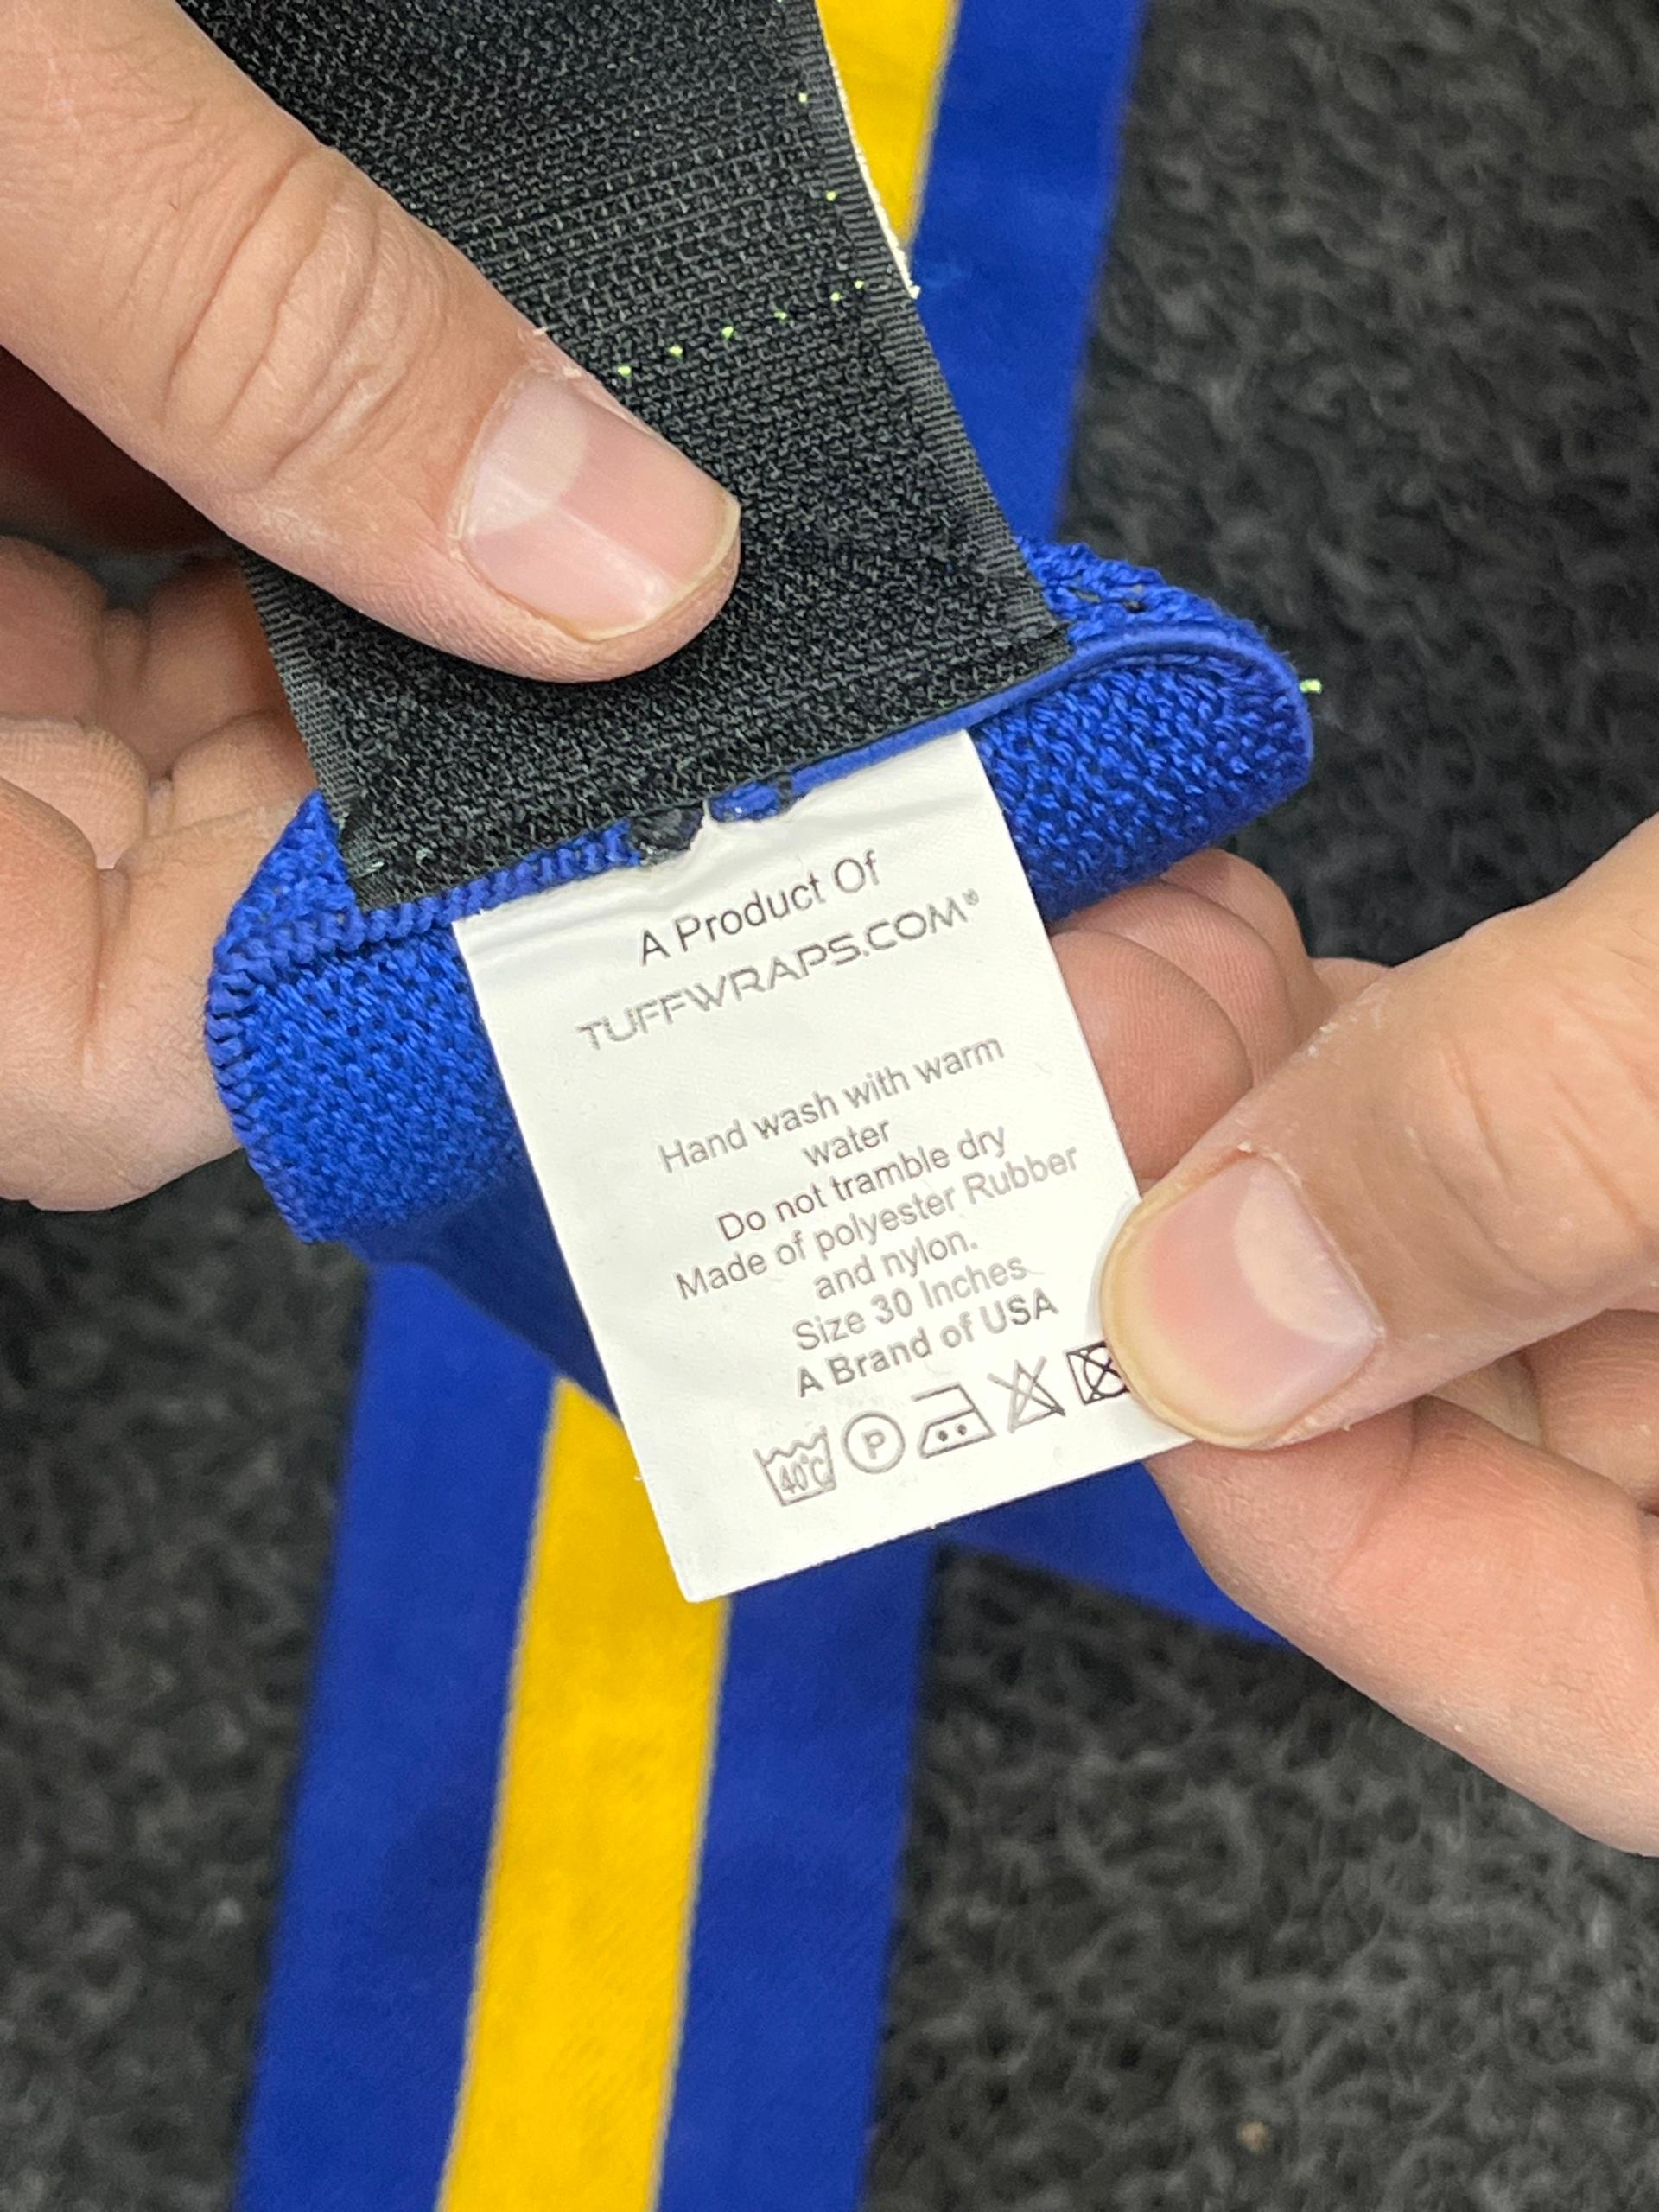 A Product Of
TUFFWRAPS.COM®
Hand wash with warm
water
Do not tramble dry
Made of polyester Rubber
and nylon.
Size 30 Inches
A Brand of USA
40°C P